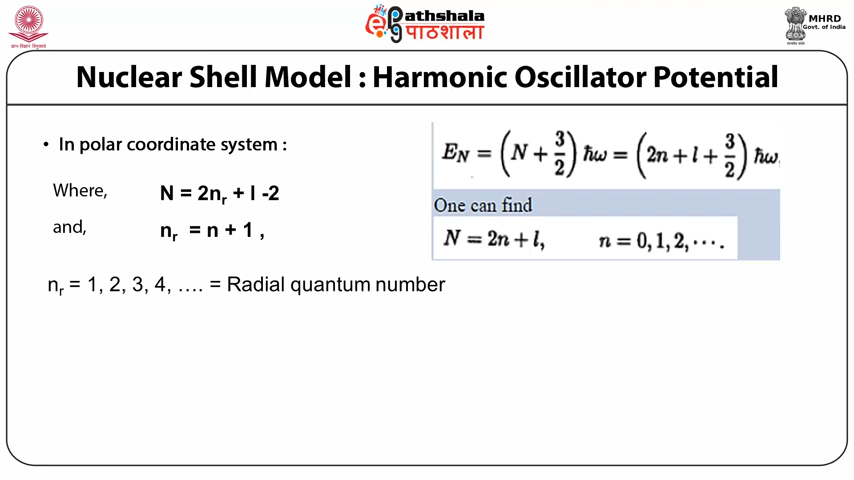 ePathshala
पाठशाला
MHRD
Govt. of India
Nuclear Shell Model : Harmonic Oscillator Potential
• In polar coordinate system :
Where, N = 2nᵣ + l -2
and, nᵣ = n + 1 ,
nᵣ = 1, 2, 3, 4, …. = Radial quantum number
E_N = (N + 3/2) ħω = (2n + l + 3/2) ħω,
One can find
N = 2n + l, n = 0, 1, 2, ⋯.